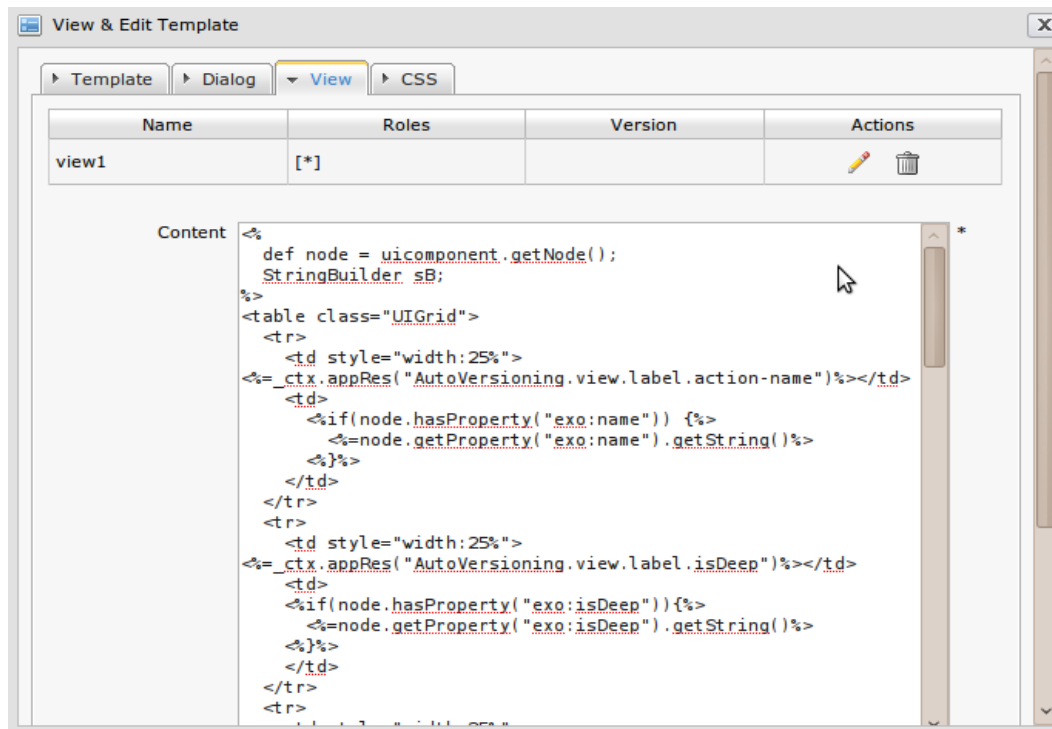 View & Edit Template
X
Template Dialog View CSS
Name Roles Version Actions
view1 [*]
Content *
<%
def node = uicomponent.getNode();
StringBuilder sB;
%>
<table class="UIGrid">
<tr>
<td style="width:25%">
<%=_ctx.appRes("AutoVersioning.view.label.action-name")%></td>
<td>
<%if(node.hasProperty("exo:name")) {%>
<%=node.getProperty("exo:name").getString()%>
<%}%>
</td>
</tr>
<tr>
<td style="width:25%">
<%=_ctx.appRes("AutoVersioning.view.label.isDeep")%></td>
<td>
<%if(node.hasProperty("exo:isDeep")){%>
<%=node.getProperty("exo:isDeep").getString()%>
<%}%>
</td>
</tr>
<tr>